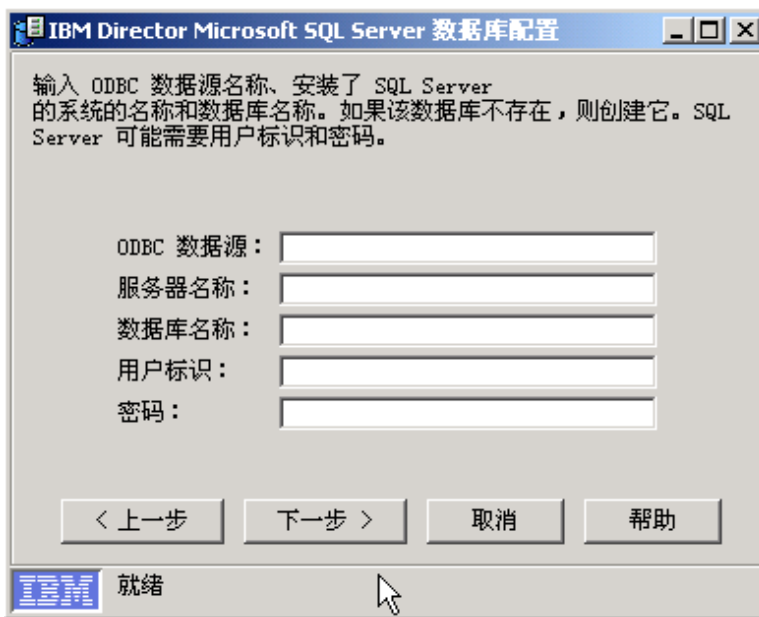 IBM Director Microsoft SQL Server 数据库配置
输入 ODBC 数据源名称、安装了 SQL Server
的系统的名称和数据库名称。如果该数据库不存在，则创建它。SQL
Server 可能需要用户标识和密码。
ODBC 数据源：
服务器名称：
数据库名称：
用户标识：
密码：
< 上一步 下一步 > 取消 帮助
IBM 就绪